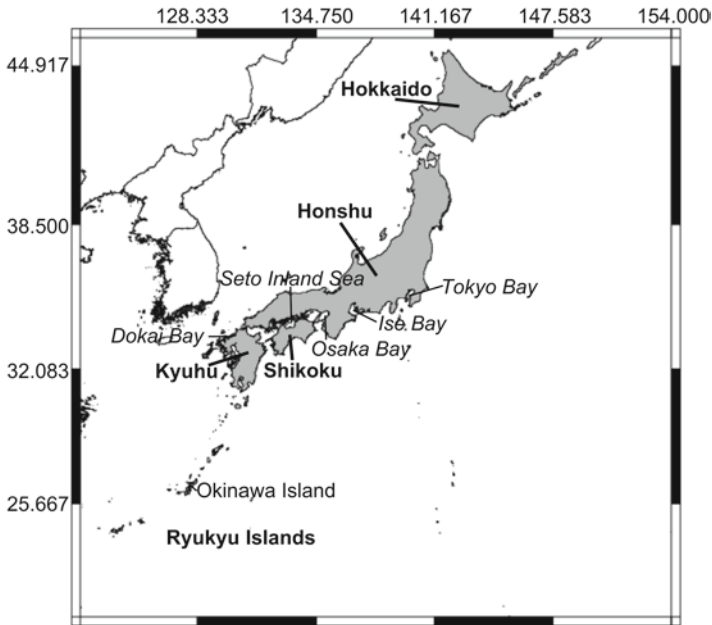 128.333 134.750 141.167 147.583 154.000
44.917
Hokkaido
38.500
Honshu
Seto Inland Sea
Tokyo Bay
Dokai Bay
Ise Bay
Osaka Bay
32.083
Kyuhu
Shikoku
25.667
Okinawa Island
Ryukyu Islands